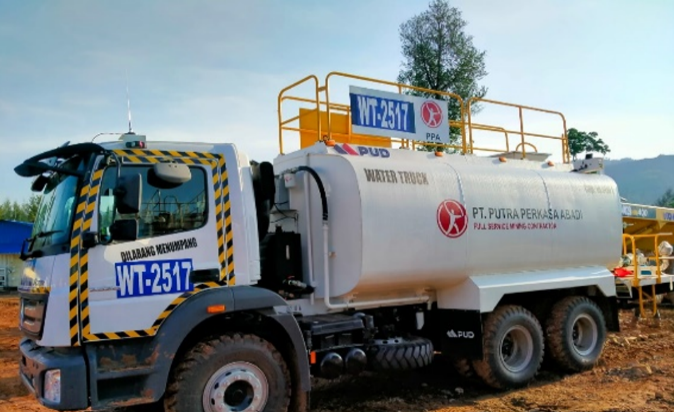 WT-2517
PPA
PUD
WATER TRUCK
PT. PUTRA PERKASA ABADI
FULL SERVICE MINING CONTRACTOR
DILARANG MENUMPANG
WT-2517
PUD